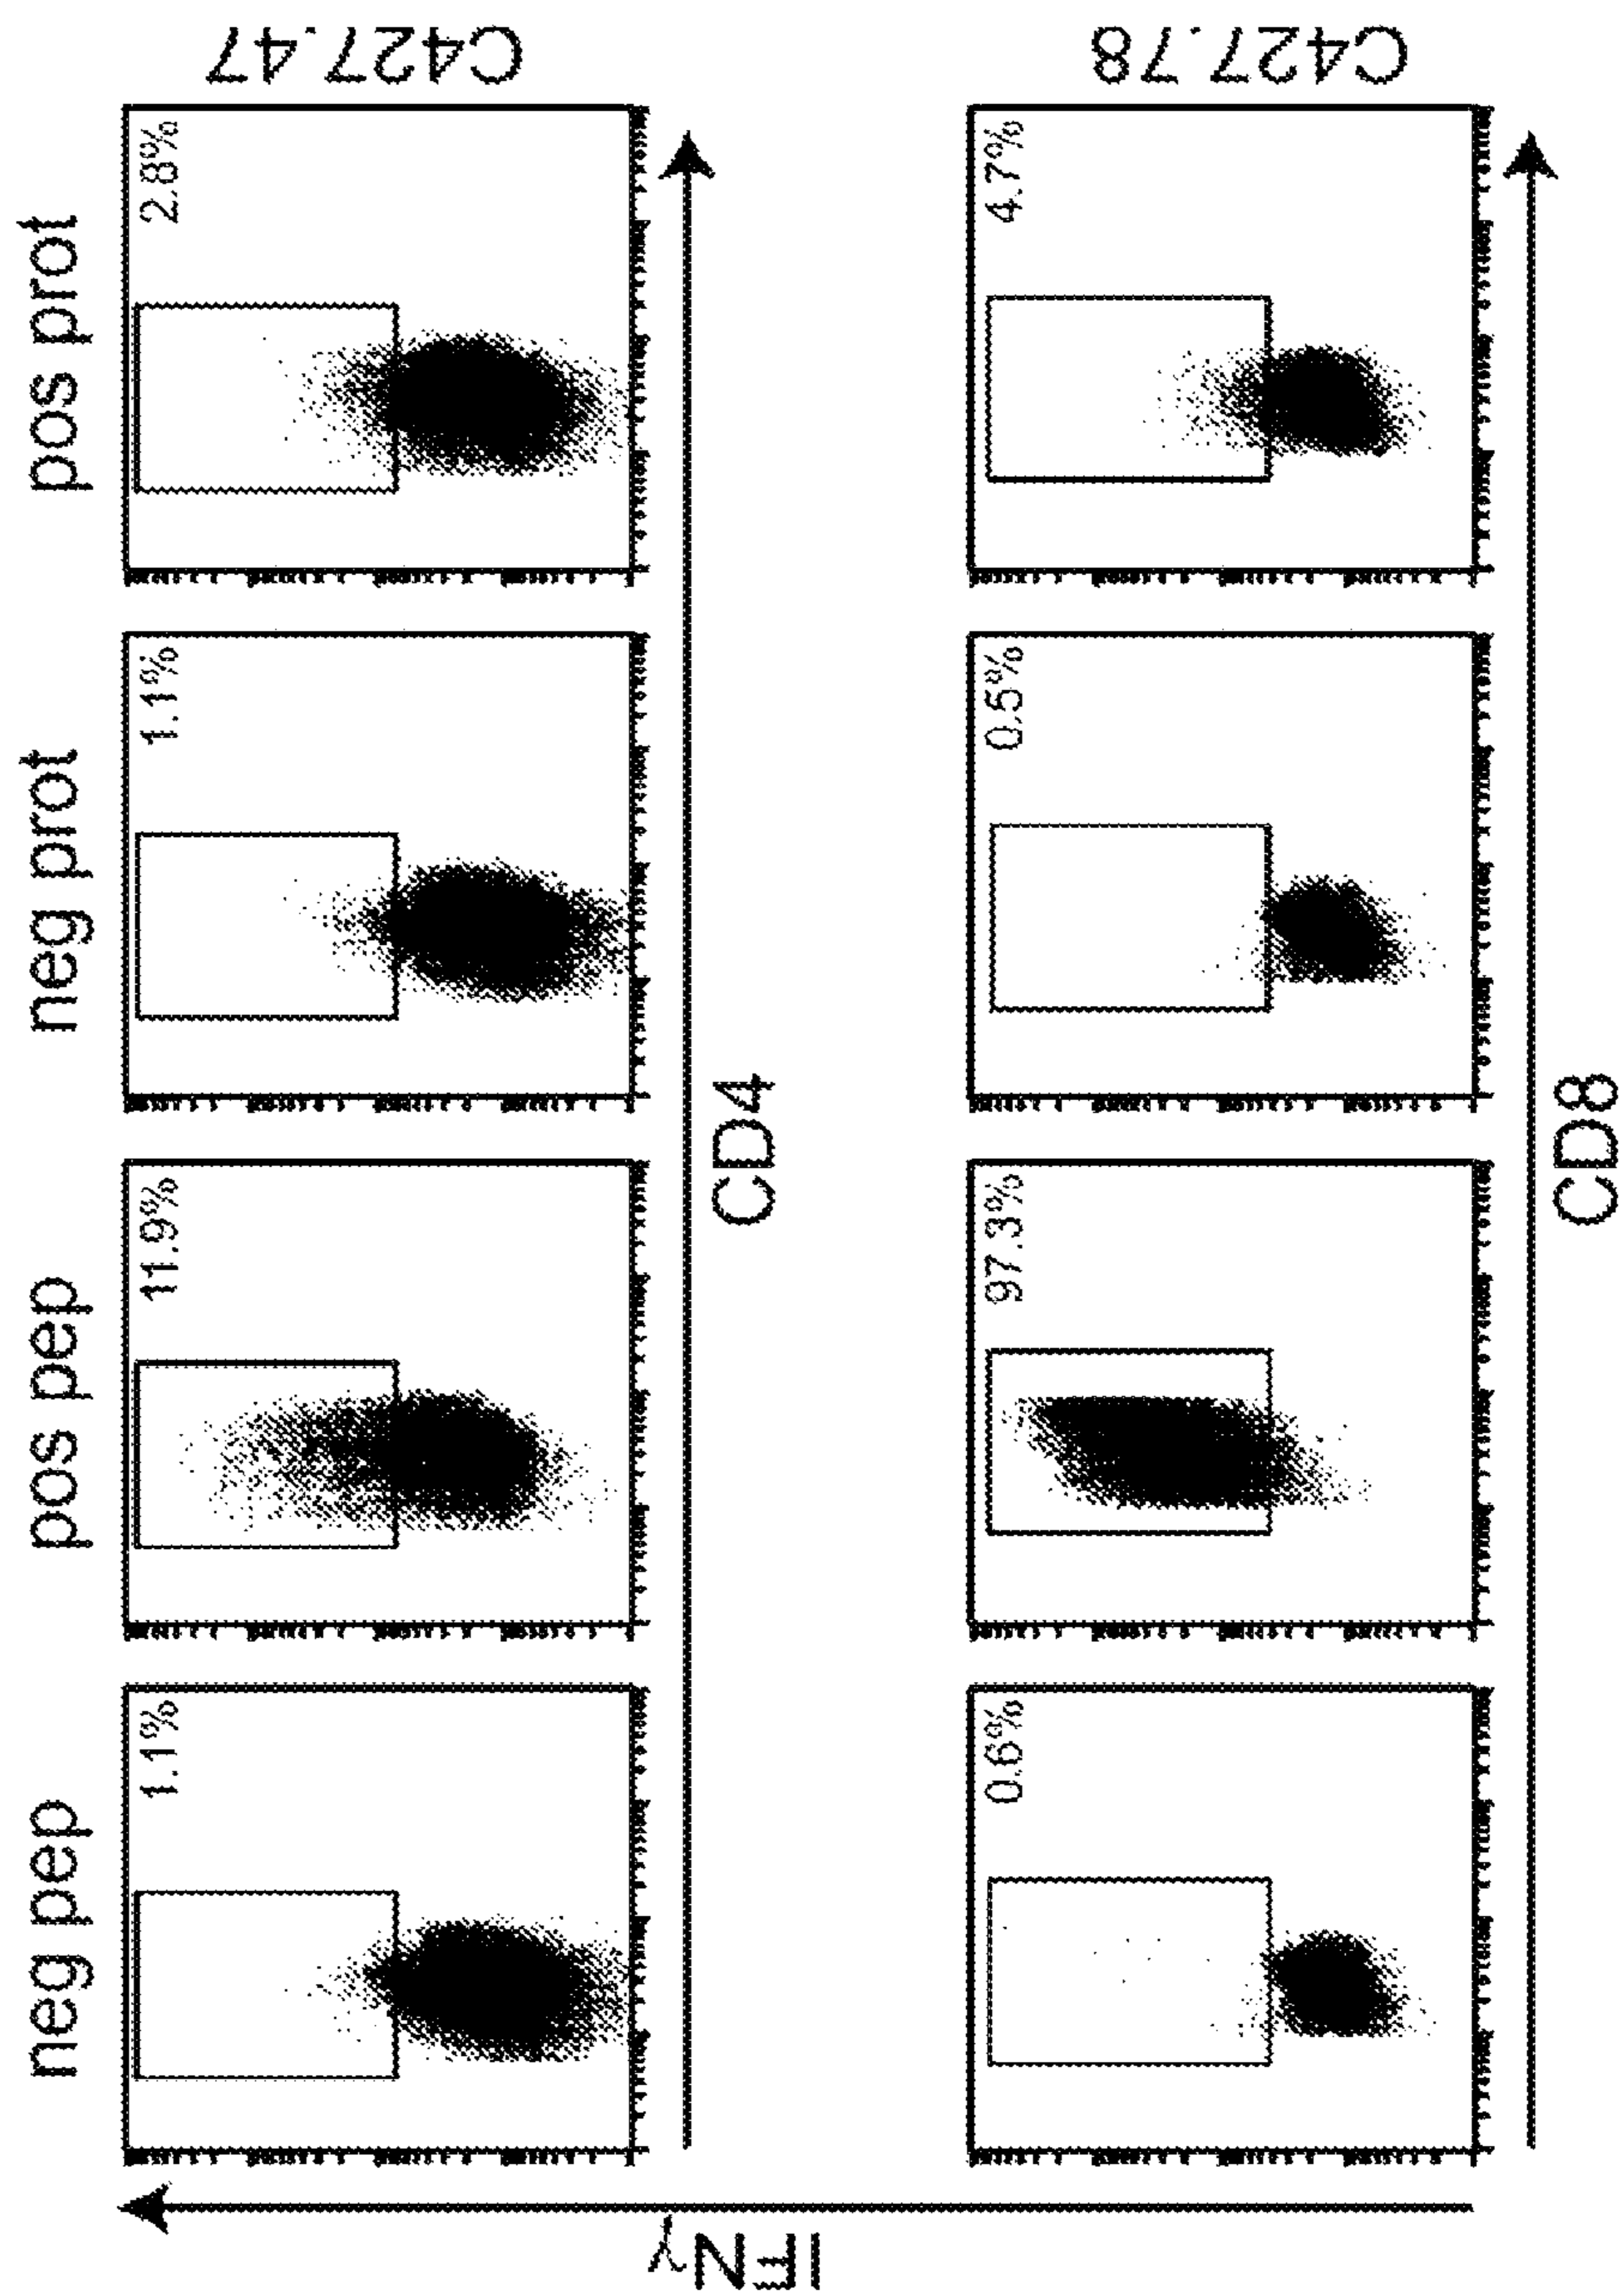 neg pep
pos pep
neg prot
pos prot
1.1%
11.9%
1.1%
2.8%
C427.47
CD4
0.6%
97.3%
0.5%
4.7%
C427.78
CD8
IFNγ